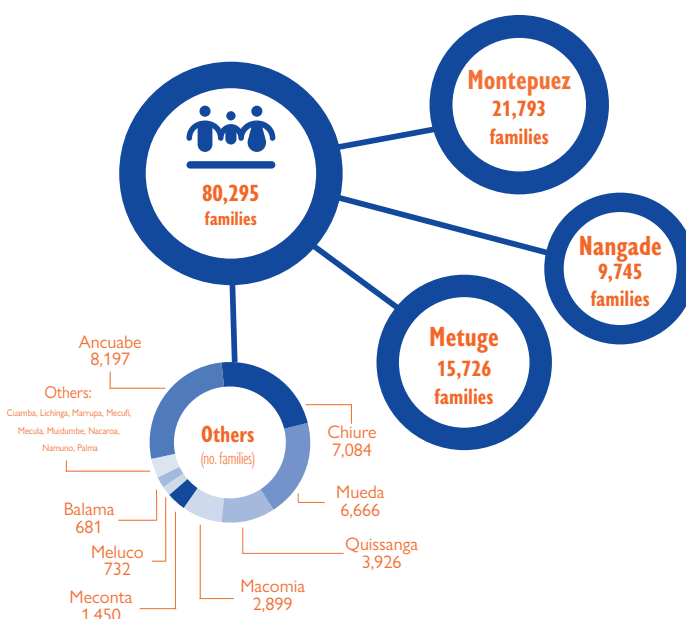 80,295
families
Montepuez
21,793
families
Nangade
9,745
families
Metuge
15,726
families
Others
(no. families)
Ancuabe
8,197
Others:
Cuamba, Lichinga, Marrupa, Mecufi,
Mecula, Muidumbe, Nacaroa,
Namuno, Palma
Balama
681
Meluco
732
Meconta
1,450
Macomia
2,899
Quissanga
3,926
Mueda
6,666
Chiure
7,084